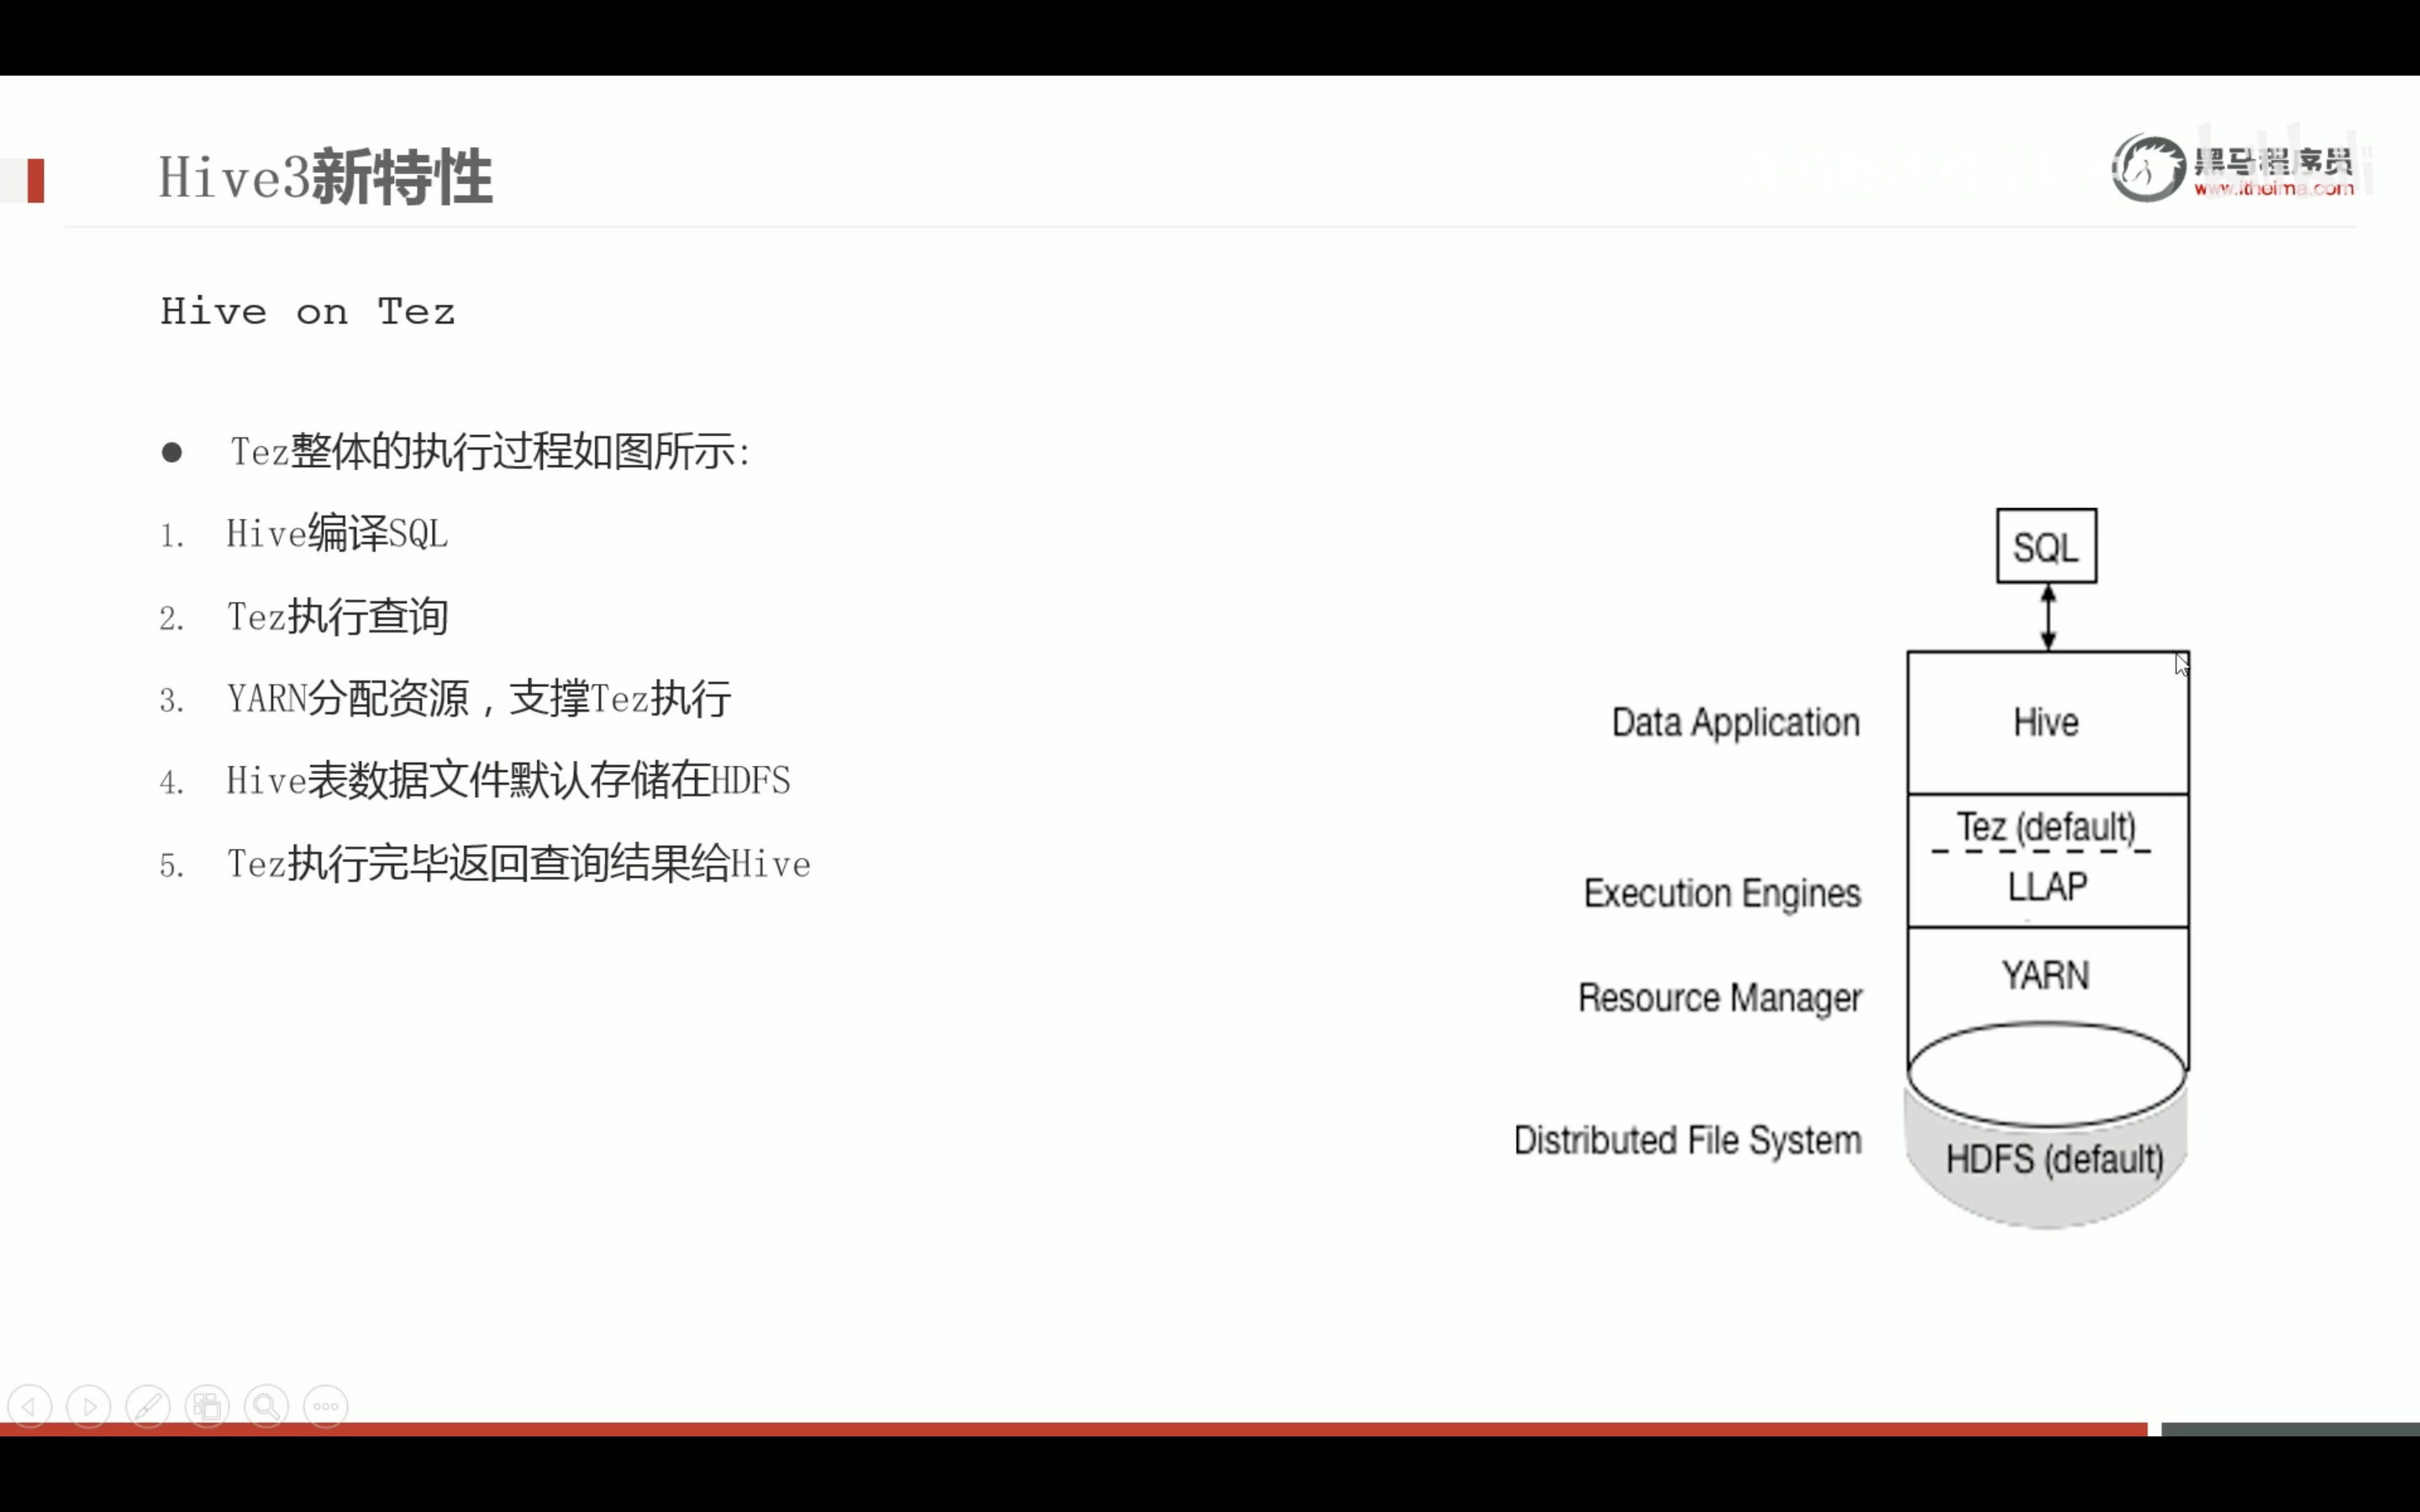 Hive3新特性
黑马程序员
www.itheima.com
Hive on Tez
● Tez整体的执行过程如图所示:
1. Hive编译SQL
2. Tez执行查询
3. YARN分配资源，支撑Tez执行
4. Hive表数据文件默认存储在HDFS
5. Tez执行完毕返回查询结果给Hive
SQL
Data Application
Hive
Tez (default)
LLAP
Execution Engines
YARN
Resource Manager
Distributed File System
HDFS (default)